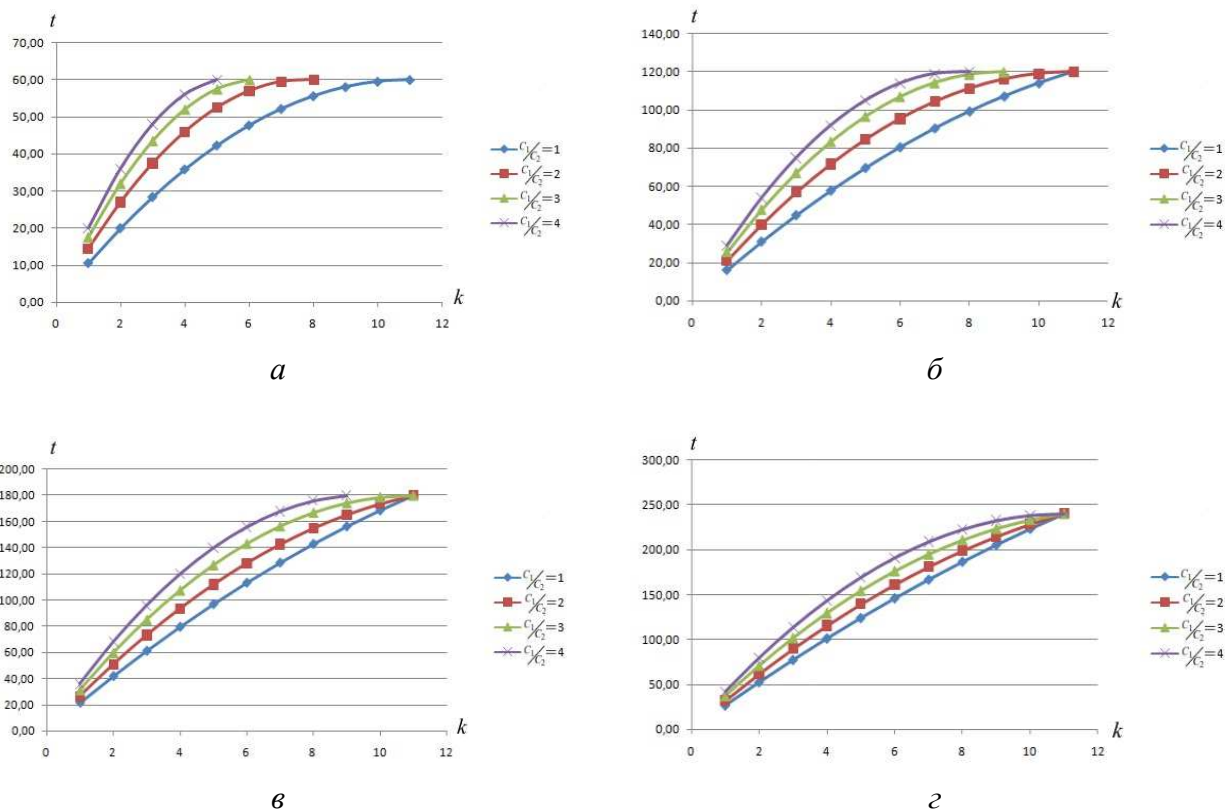 t
70,00
60,00
50,00
40,00
30,00
20,00
10,00
0,00
0 2 4 6 8 10 12
k
C₁/C₂=1
C₁/C₂=2
C₁/C₂=3
C₁/C₂=4
а
t
140,00
120,00
100,00
80,00
60,00
40,00
20,00
0,00
0 2 4 6 8 10 12
k
C₁/C₂=1
C₁/C₂=2
C₁/C₂=3
C₁/C₂=4
б
t
200,00
180,00
160,00
140,00
120,00
100,00
80,00
60,00
40,00
20,00
0,00
0 2 4 6 8 10 12
k
C₁/C₂=1
C₁/C₂=2
C₁/C₂=3
C₁/C₂=4
в
t
300,00
250,00
200,00
150,00
100,00
50,00
0,00
0 2 4 6 8 10 12
k
C₁/C₂=1
C₁/C₂=2
C₁/C₂=3
C₁/C₂=4
г